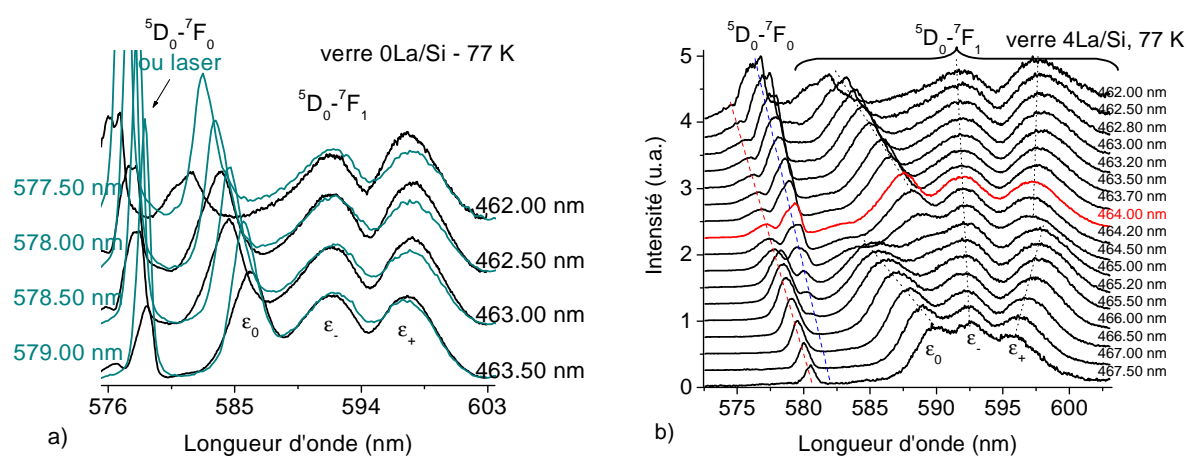 ⁵D₀-⁷F₀
ou laser
verre 0La/Si - 77 K
⁵D₀-⁷F₁
577.50 nm
578.00 nm
578.50 nm
579.00 nm
462.00 nm
462.50 nm
463.00 nm
463.50 nm
ε₀
ε₋
ε₊
576
585
594
603
a)
Longueur d'onde (nm)
⁵D₀-⁷F₀
⁵D₀-⁷F₁
verre 4La/Si, 77 K
5
4
3
2
1
0
Intensité (u.a.)
462.00 nm
462.50 nm
462.80 nm
463.00 nm
463.20 nm
463.50 nm
463.70 nm
464.00 nm
464.20 nm
464.50 nm
465.00 nm
465.20 nm
465.50 nm
466.00 nm
466.50 nm
467.00 nm
467.50 nm
ε₀
ε₋
ε₊
575
580
585
590
595
600
b)
Longueur d'onde (nm)